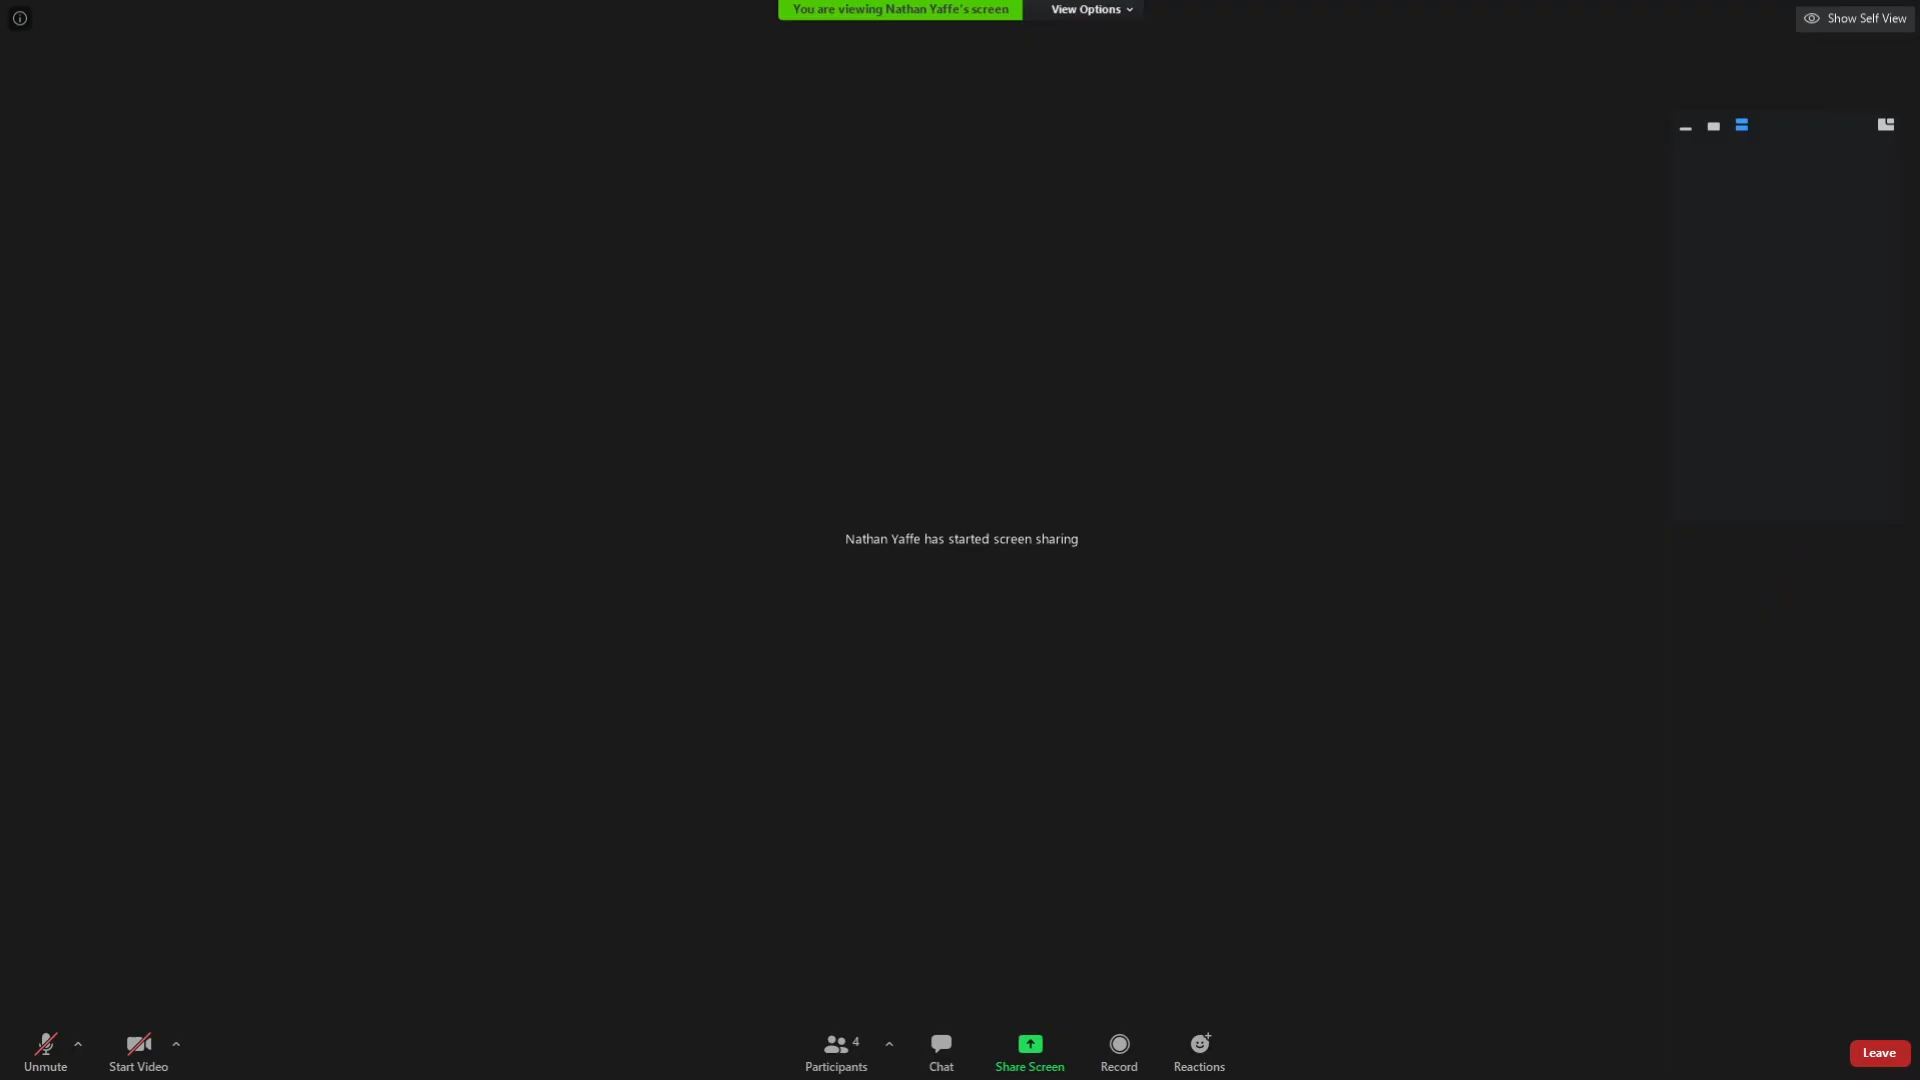 You are viewing Nathan Yaffe's screen
View Options
Show Self View
Nathan Yaffe has started screen sharing
Unmute
Start Video
4
Participants
Chat
Share Screen
Record
Reactions
Leave